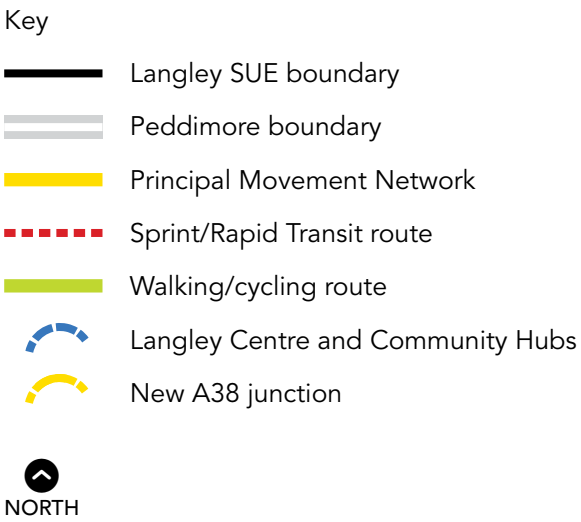 Key
Langley SUE boundary
Peddimore boundary
Principal Movement Network
Sprint/Rapid Transit route
Walking/cycling route
Langley Centre and Community Hubs
New A38 junction
NORTH